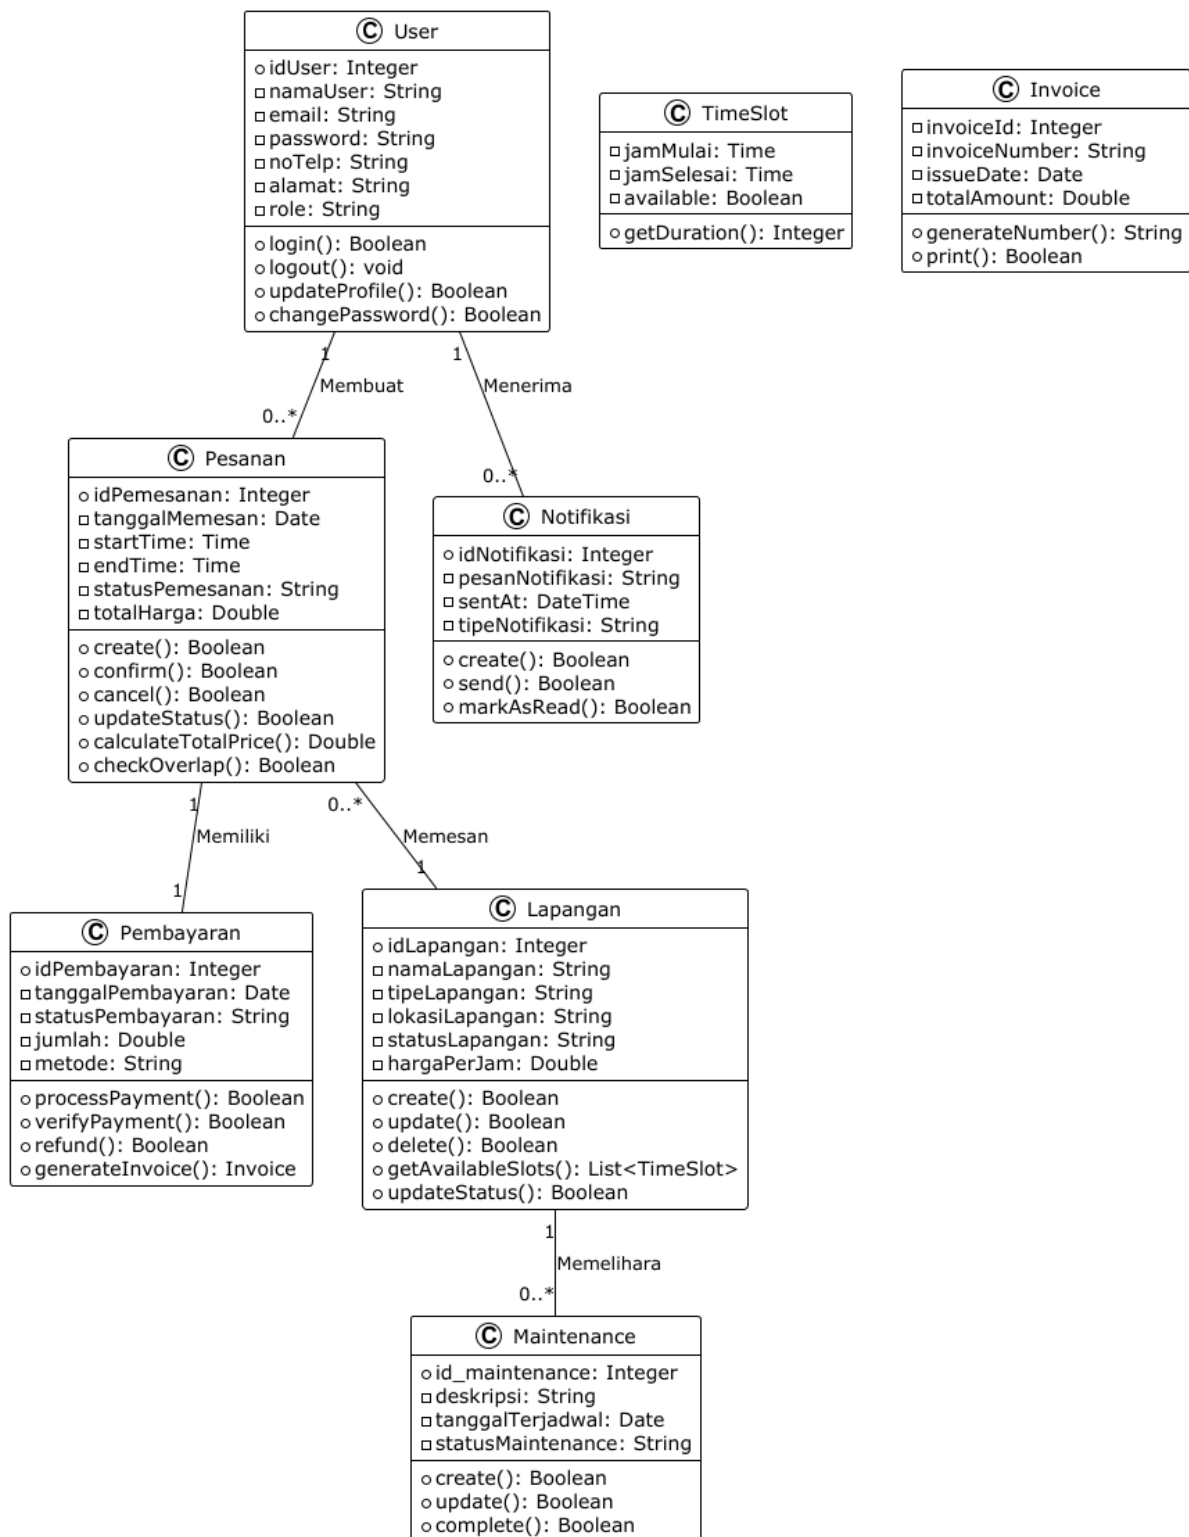 C User
idUser: Integer
namaUser: String
email: String
password: String
noTelp: String
alamat: String
role: String
login(): Boolean
logout(): void
updateProfile(): Boolean
changePassword(): Boolean
C TimeSlot
jamMulai: Time
jamSelesai: Time
available: Boolean
getDuration(): Integer
C Invoice
invoiceId: Integer
invoiceNumber: String
issueDate: Date
totalAmount: Double
generateNumber(): String
print(): Boolean
1
Membuat
0..*
1
Menerima
0..*
C Pesanan
idPemesanan: Integer
tanggalMemesan: Date
startTime: Time
endTime: Time
statusPemesanan: String
totalHarga: Double
create(): Boolean
confirm(): Boolean
cancel(): Boolean
updateStatus(): Boolean
calculateTotalPrice(): Double
checkOverlap(): Boolean
C Notifikasi
idNotifikasi: Integer
pesanNotifikasi: String
sentAt: DateTime
tipeNotifikasi: String
create(): Boolean
send(): Boolean
markAsRead(): Boolean
1
Memiliki
1
0..*
Memesan
1
C Pembayaran
idPembayaran: Integer
tanggalPembayaran: Date
statusPembayaran: String
jumlah: Double
metode: String
processPayment(): Boolean
verifyPayment(): Boolean
refund(): Boolean
generateInvoice(): Invoice
C Lapangan
idLapangan: Integer
namaLapangan: String
tipeLapangan: String
lokasiLapangan: String
statusLapangan: String
hargaPerJam: Double
create(): Boolean
update(): Boolean
delete(): Boolean
getAvailableSlots(): List<TimeSlot>
updateStatus(): Boolean
1
Memelihara
0..*
C Maintenance
id_maintenance: Integer
deskripsi: String
tanggalTerjadwal: Date
statusMaintenance: String
create(): Boolean
update(): Boolean
complete(): Boolean